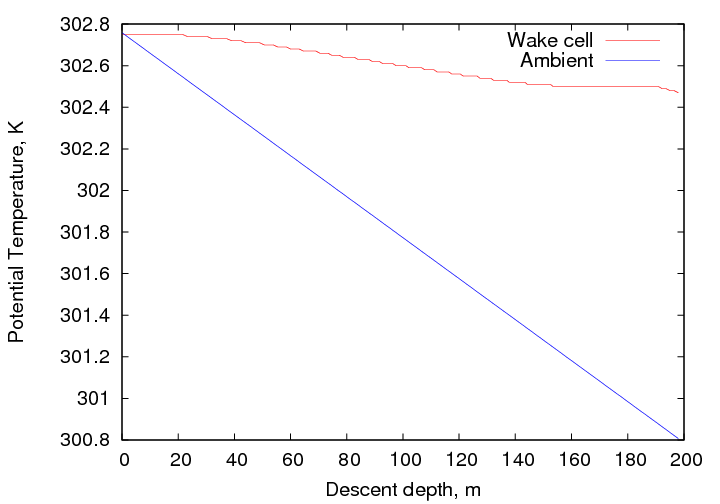 302.8
302.6
302.4
302.2
302
301.8
301.6
301.4
301.2
301
300.8
Potential Temperature, K
Wake cell
Ambient
0 20 40 60 80 100 120 140 160 180 200
Descent depth, m